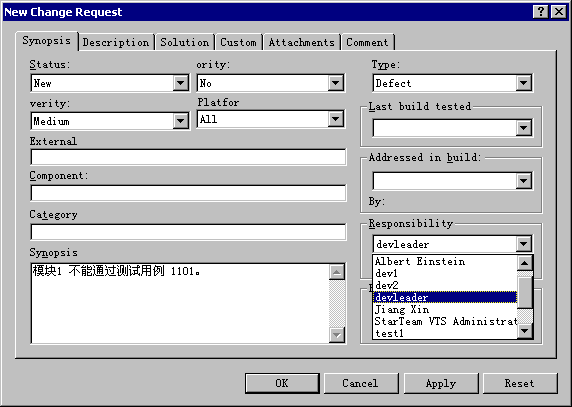 New Change Request
Synopsis Description Solution Custom Attachments Comment
Status: ority: Type:
New No Defect
verity: Platfor Last build tested
Medium All
External
Addressed in build:
Component:
By:
Category
Responsibility
devleader
Synopsis
模块1 不能通过测试用例 1101。
Albert Einstein
dev1
dev2
devleader
Jiang Xin
StarTeam VTS Administrat
test1
OK Cancel Apply Reset